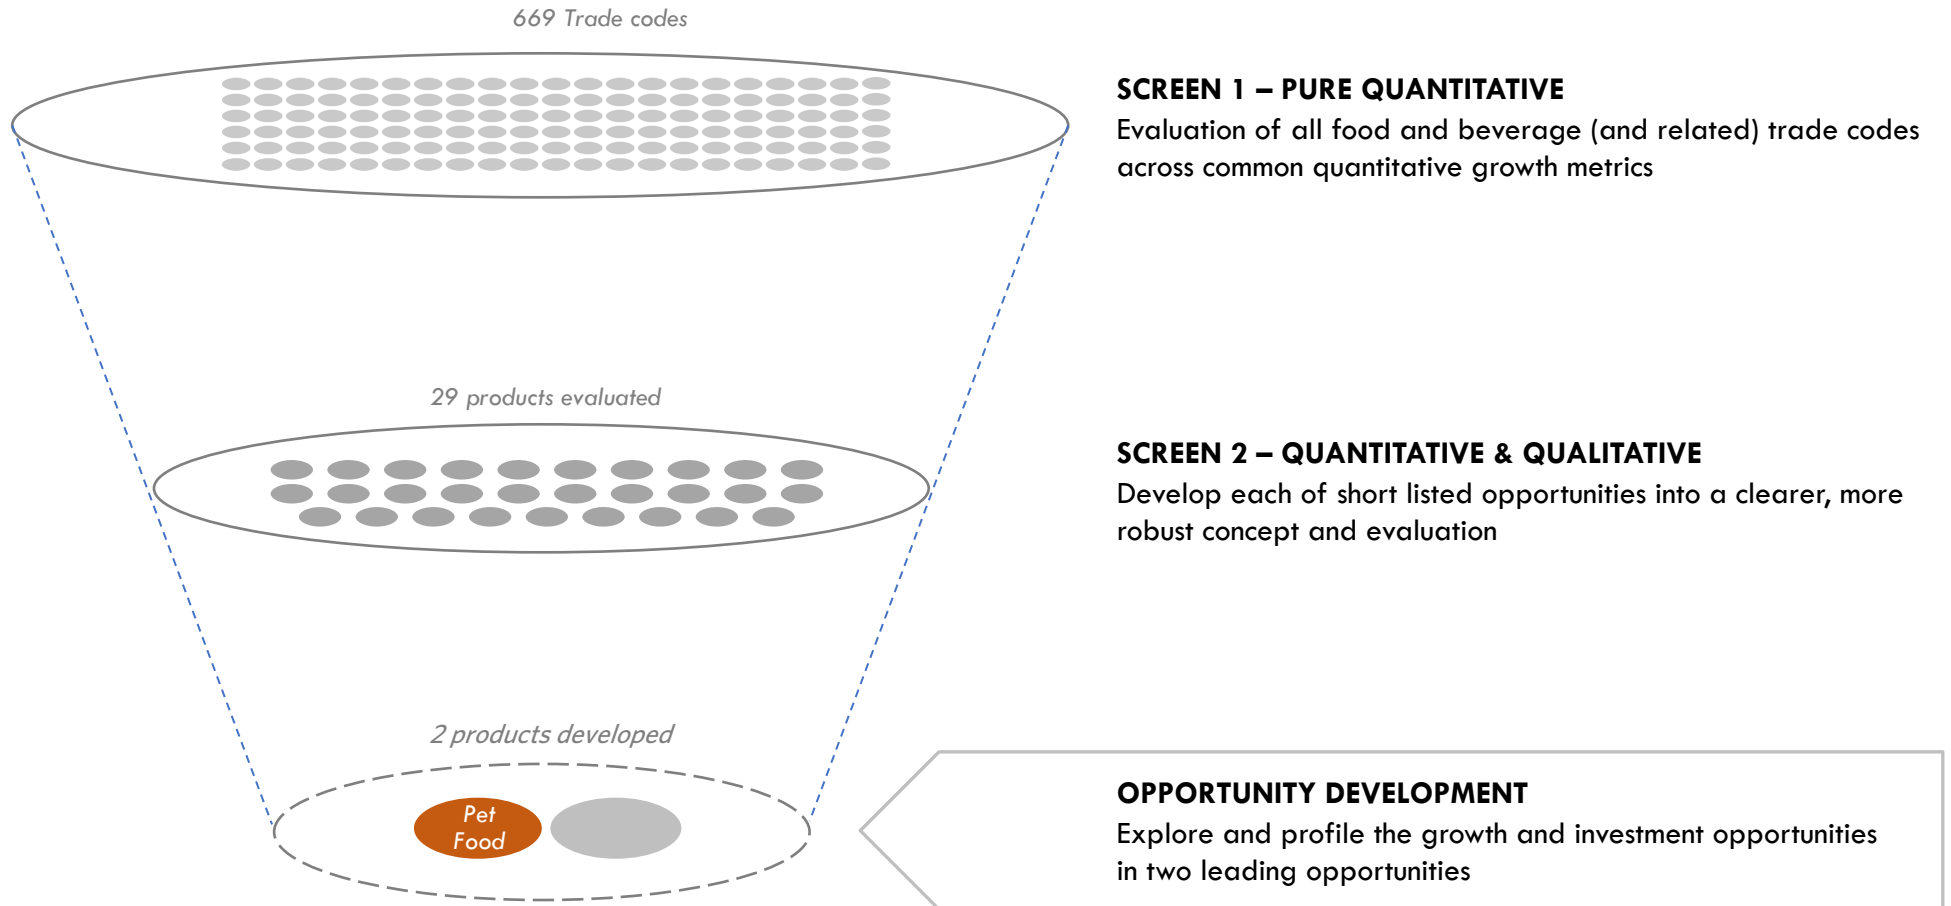 669 Trade codes
SCREEN 1 – PURE QUANTITATIVE
Evaluation of all food and beverage (and related) trade codes
across common quantitative growth metrics
29 products evaluated
SCREEN 2 – QUANTITATIVE & QUALITATIVE
Develop each of short listed opportunities into a clearer, more
robust concept and evaluation
2 products developed
Pet
Food
OPPORTUNITY DEVELOPMENT
Explore and profile the growth and investment opportunities
in two leading opportunities